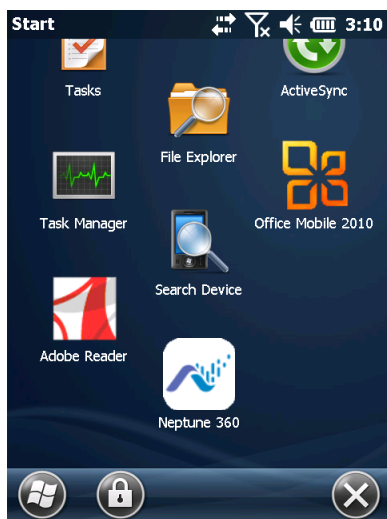 Start 3:10
Tasks
ActiveSync
File Explorer
Task Manager
Office Mobile 2010
Search Device
Adobe Reader
Neptune 360